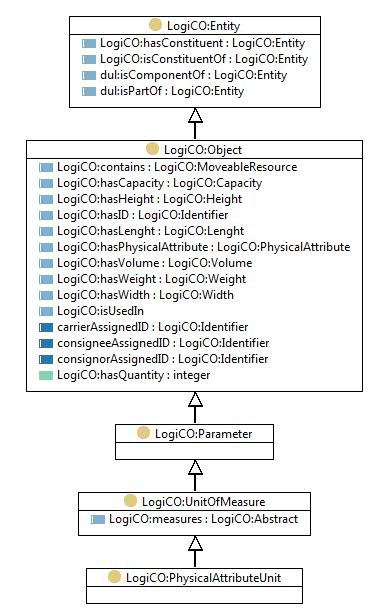 LogiCO:Entity
LogiCO:hasConstituent : LogiCO:Entity
LogiCO:isConstituentOf : LogiCO:Entity
dul:isComponentOf : LogiCO:Entity
dul:isPartOf : LogiCO:Entity
LogiCO:Object
LogiCO:contains : LogiCO:MoveableResource
LogiCO:hasCapacity : LogiCO:Capacity
LogiCO:hasHeight : LogiCO:Height
LogiCO:hasID : LogiCO:Identifier
LogiCO:hasLenght : LogiCO:Lenght
LogiCO:hasPhysicalAttribute : LogiCO:PhysicalAttribute
LogiCO:hasVolume : LogiCO:Volume
LogiCO:hasWeight : LogiCO:Weight
LogiCO:hasWidth : LogiCO:Width
LogiCO:isUsedIn
carrierAssignedID : LogiCO:Identifier
consigneeAssignedID : LogiCO:Identifier
consignorAssignedID : LogiCO:Identifier
LogiCO:hasQuantity : integer
LogiCO:Parameter
LogiCO:UnitOfMeasure
LogiCO:measures : LogiCO:Abstract
LogiCO:PhysicalAttributeUnit